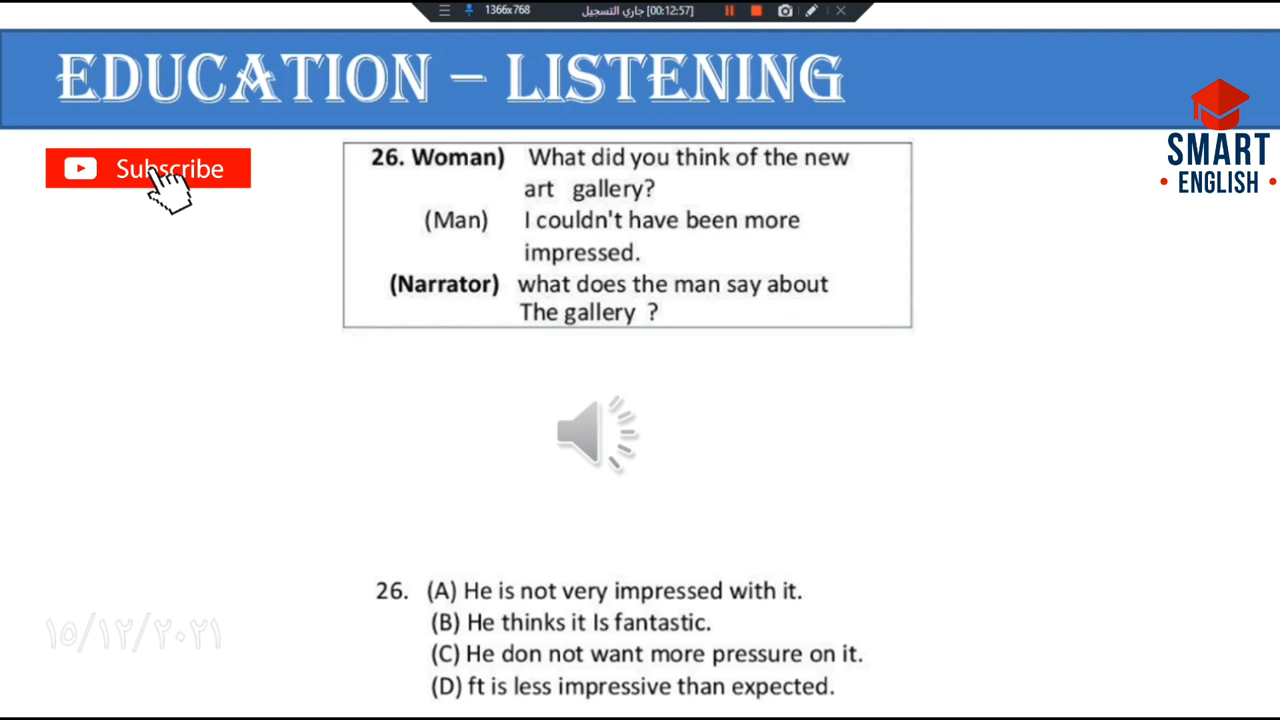 1366x768 جاري التسجيل [00:12:57]
EDUCATION – LISTENING
Subscribe
SMART
• ENGLISH •
26. Woman) What did you think of the new
art gallery?
(Man) I couldn't have been more
impressed.
(Narrator) what does the man say about
The gallery ?
26. (A) He is not very impressed with it.
(B) He thinks it Is fantastic.
(C) He don not want more pressure on it.
(D) ft is less impressive than expected.
١٥/١٢/٢٠٢١